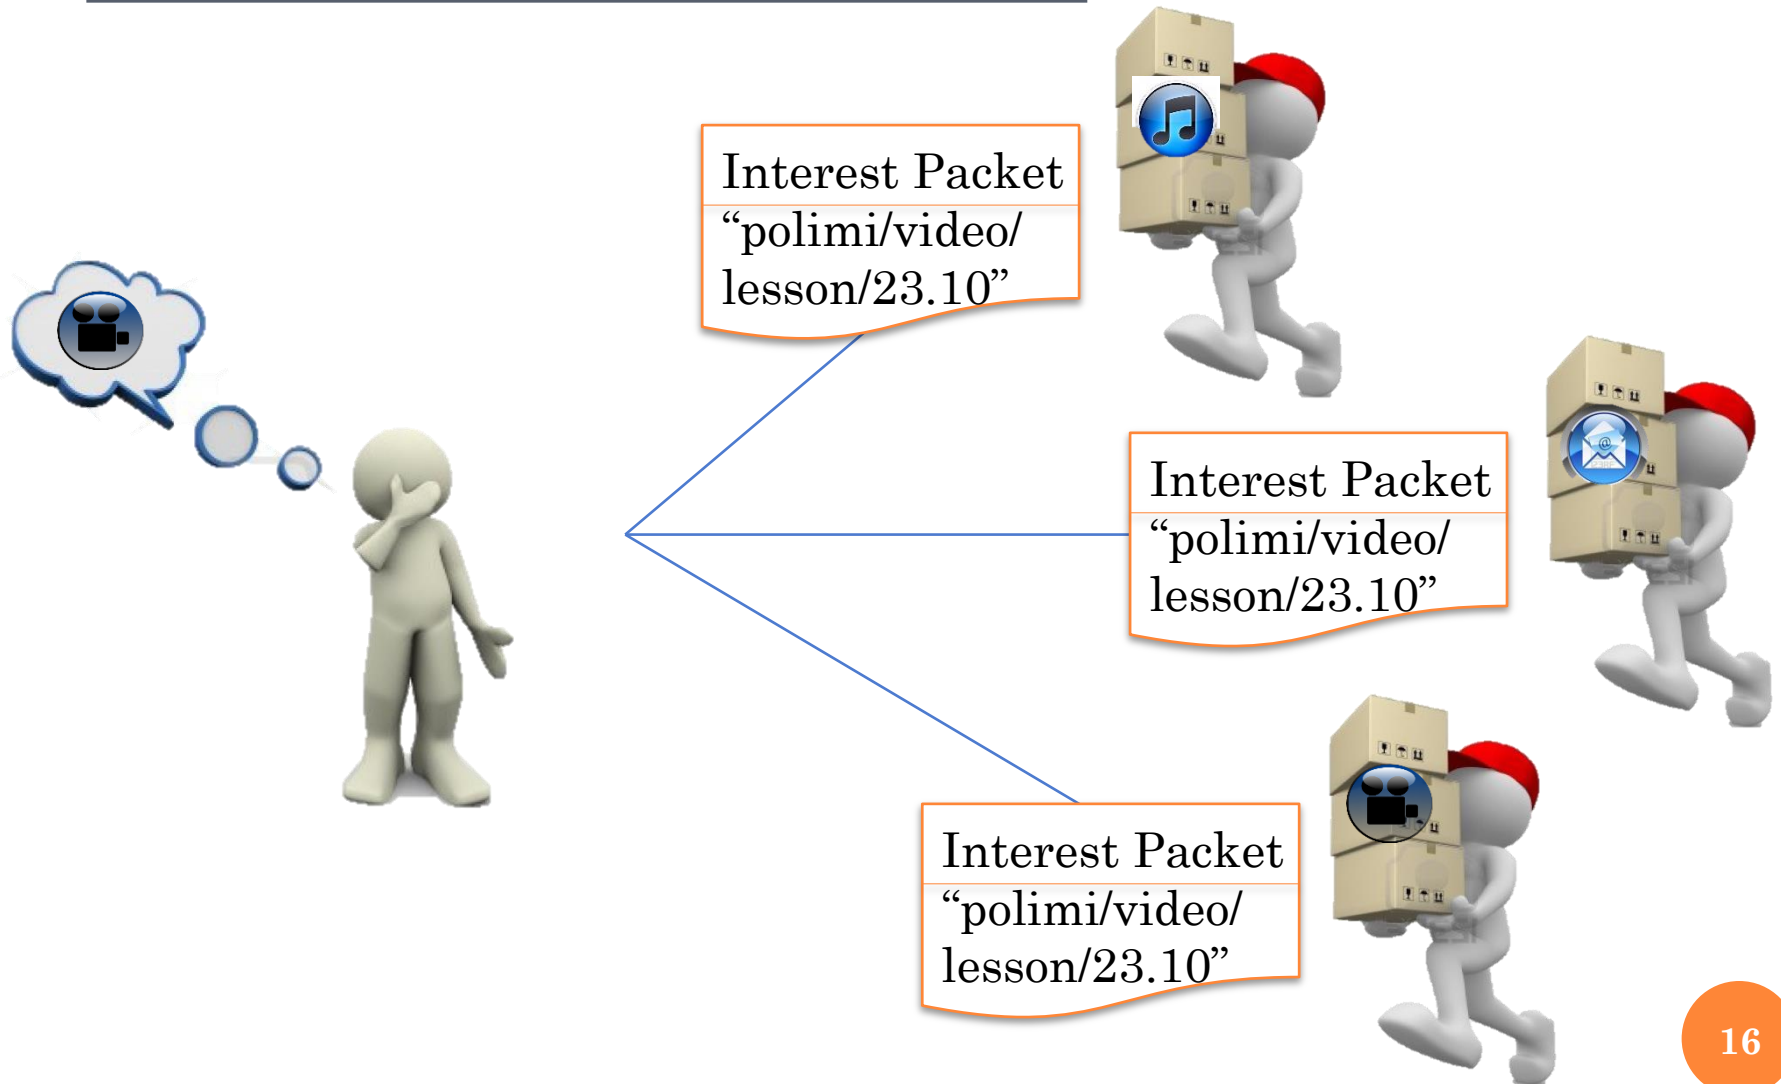 Interest Packet
“polimi/video/
lesson/23.10”
Interest Packet
“polimi/video/
lesson/23.10”
Interest Packet
“polimi/video/
lesson/23.10”
16